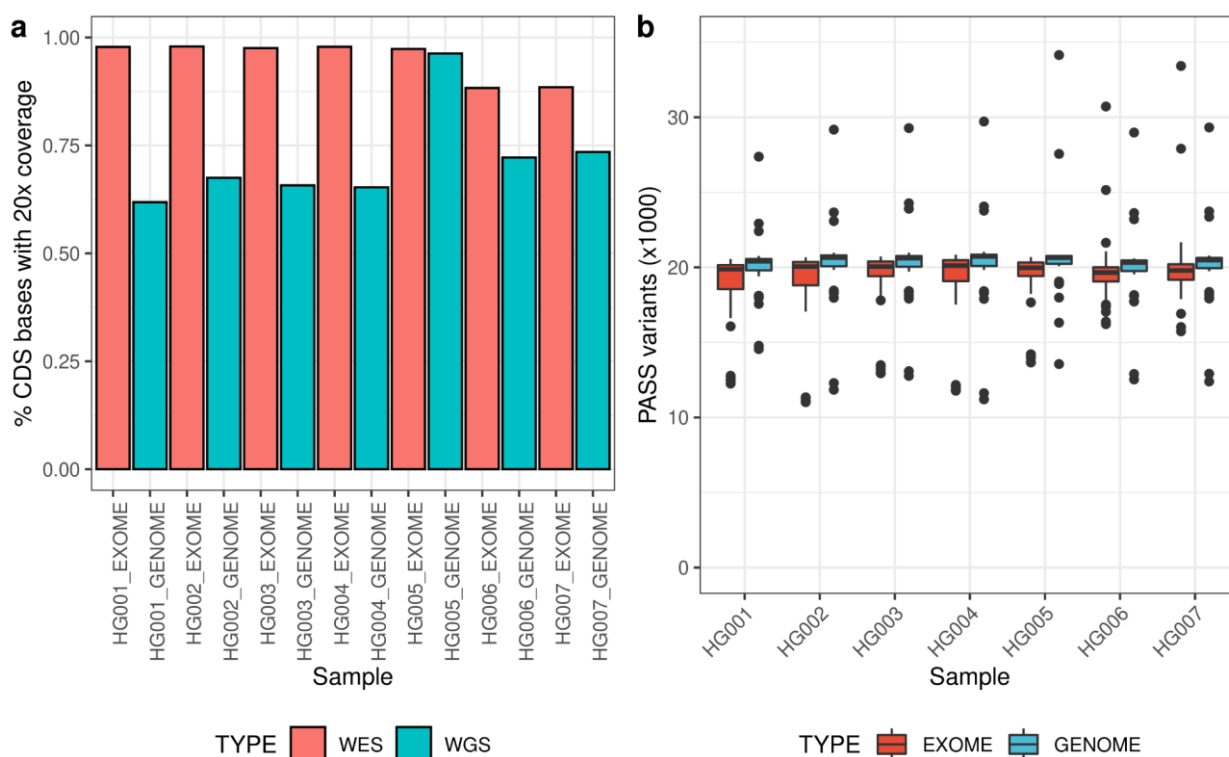 a
% CDS bases with 20x coverage
1.00
0.75
0.50
0.25
0.00
HG001_EXOME
HG001_GENOME
HG002_EXOME
HG002_GENOME
HG003_EXOME
HG003_GENOME
HG004_EXOME
HG004_GENOME
HG005_EXOME
HG005_GENOME
HG006_EXOME
HG006_GENOME
HG007_EXOME
HG007_GENOME
Sample
TYPE WES WGS
b
PASS variants (x1000)
30
20
10
0
HG001
HG002
HG003
HG004
HG005
HG006
HG007
Sample
TYPE EXOME GENOME